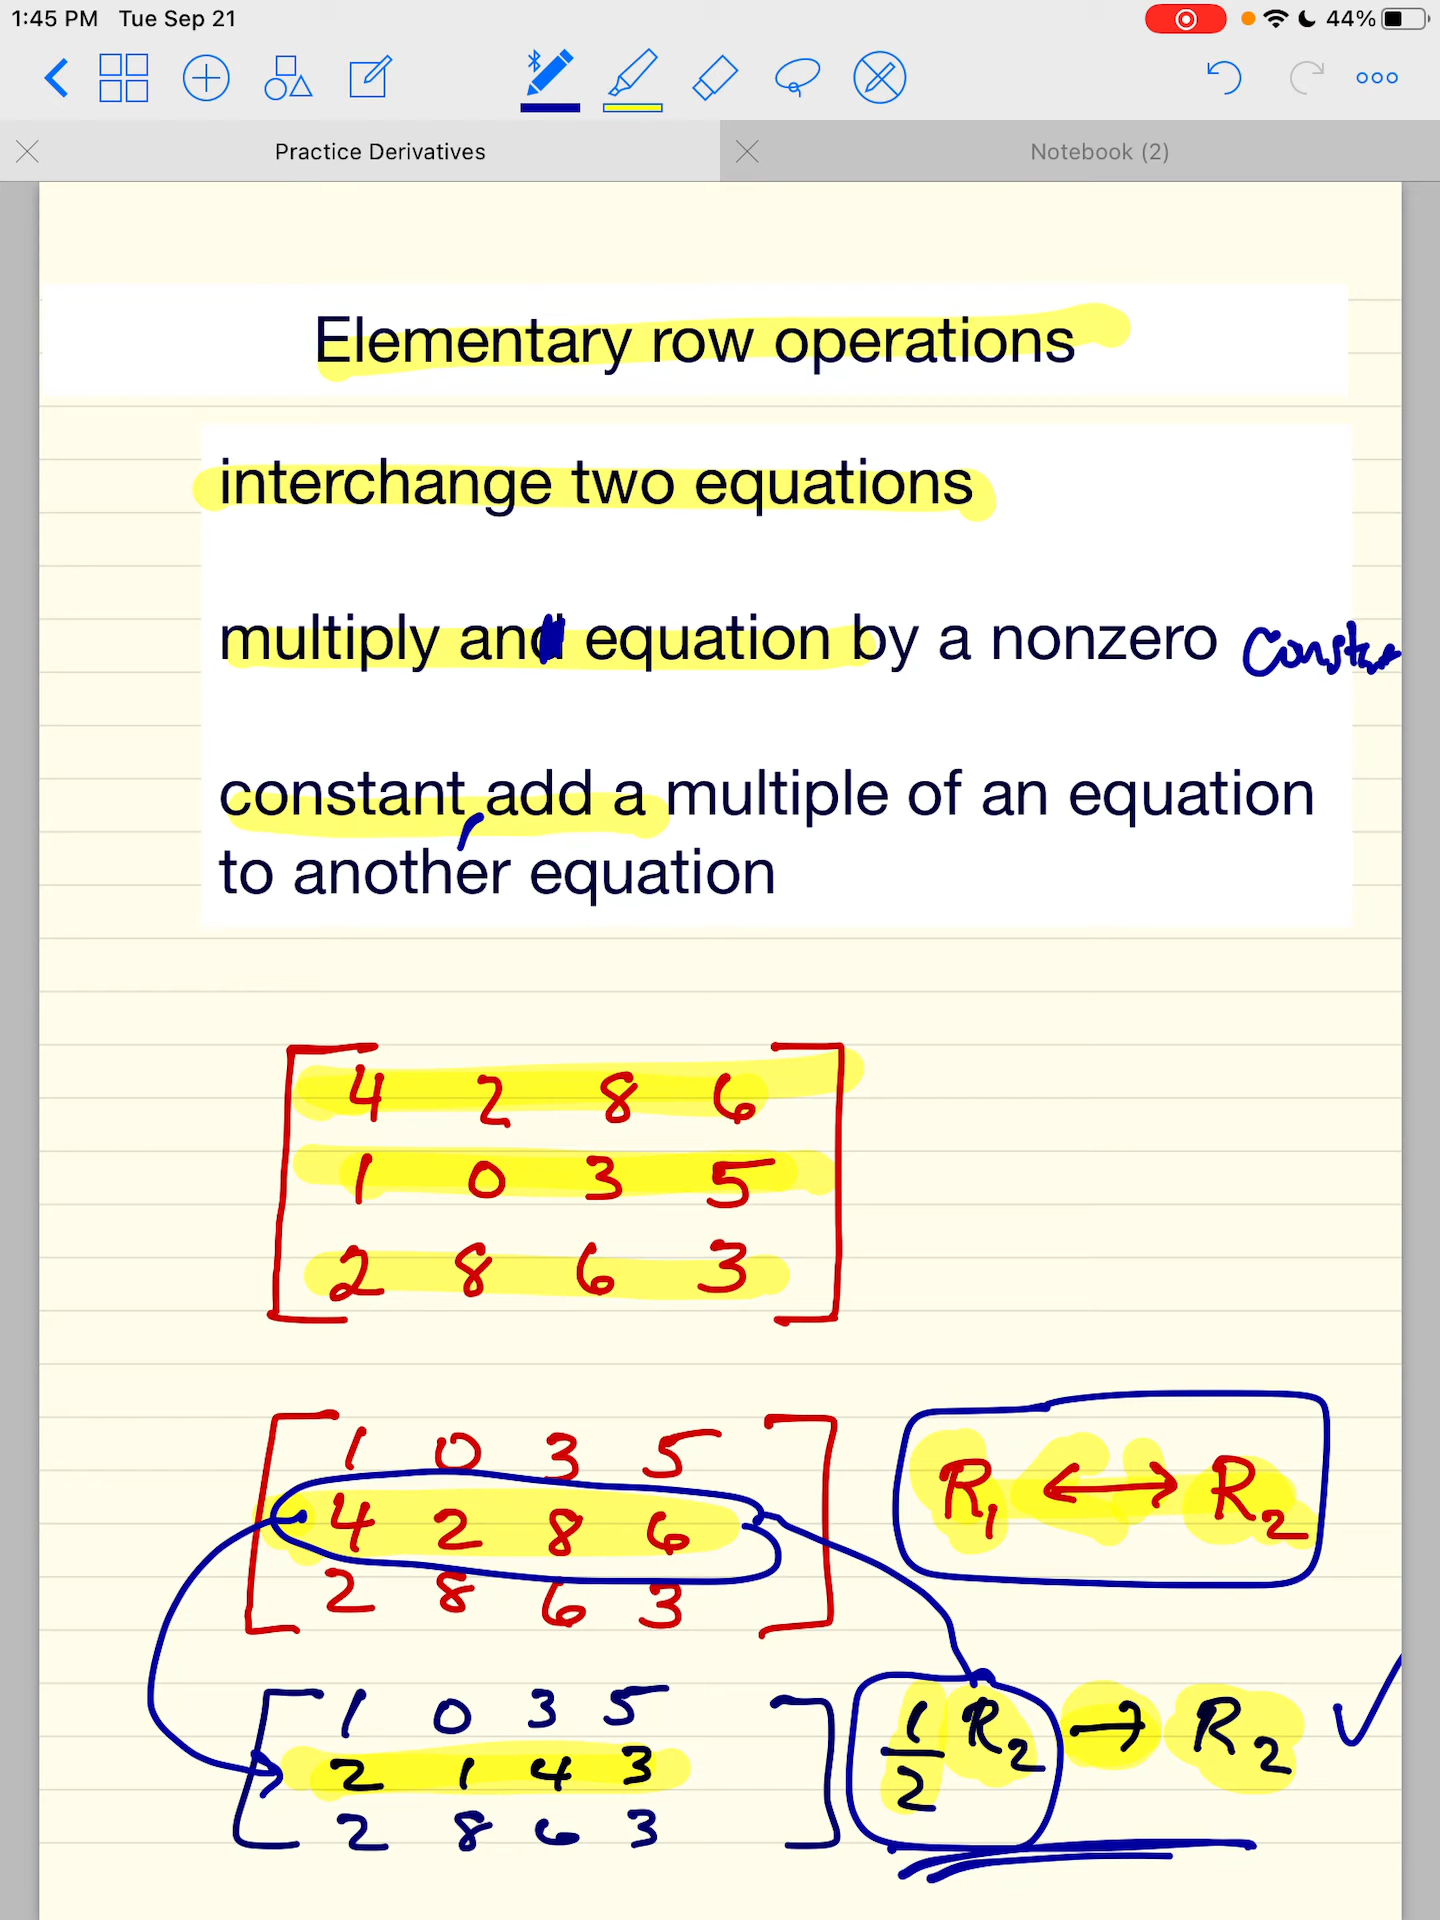 1:45 PM Tue Sep 21 44%
Practice Derivatives Notebook (2)
Elementary row operations
interchange two equations
multiply an equation by a nonzero
constant, add a multiple of an equation
to another equation
4 2 8 6
1 0 3 5
2 8 6 3
1 0 3 5
4 2 8 6 R₁ ↔ R₂
2 8 6 3
1 0 3 5
2 1 4 3 1/2 R₂ → R₂ ✓
2 8 6 3